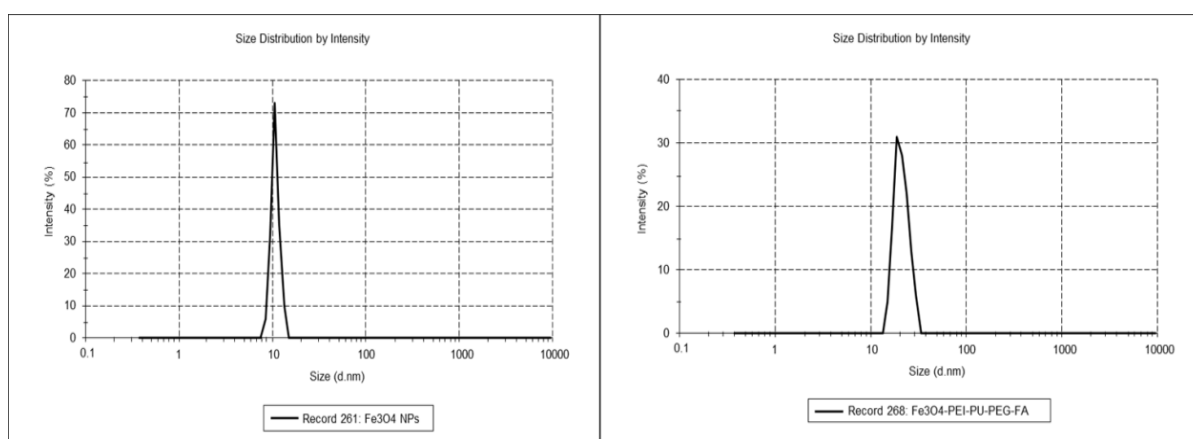 Size Distribution by Intensity
80
70
60
50
40
30
20
10
0
Intensity (%)
0.1 1 10 100 1000 10000
Size (d.nm)
Record 261: Fe3O4 NPs
Size Distribution by Intensity
40
30
20
10
0
Intensity (%)
0.1 1 10 100 1000 10000
Size (d.nm)
Record 268: Fe3O4-PEI-PU-PEG-FA